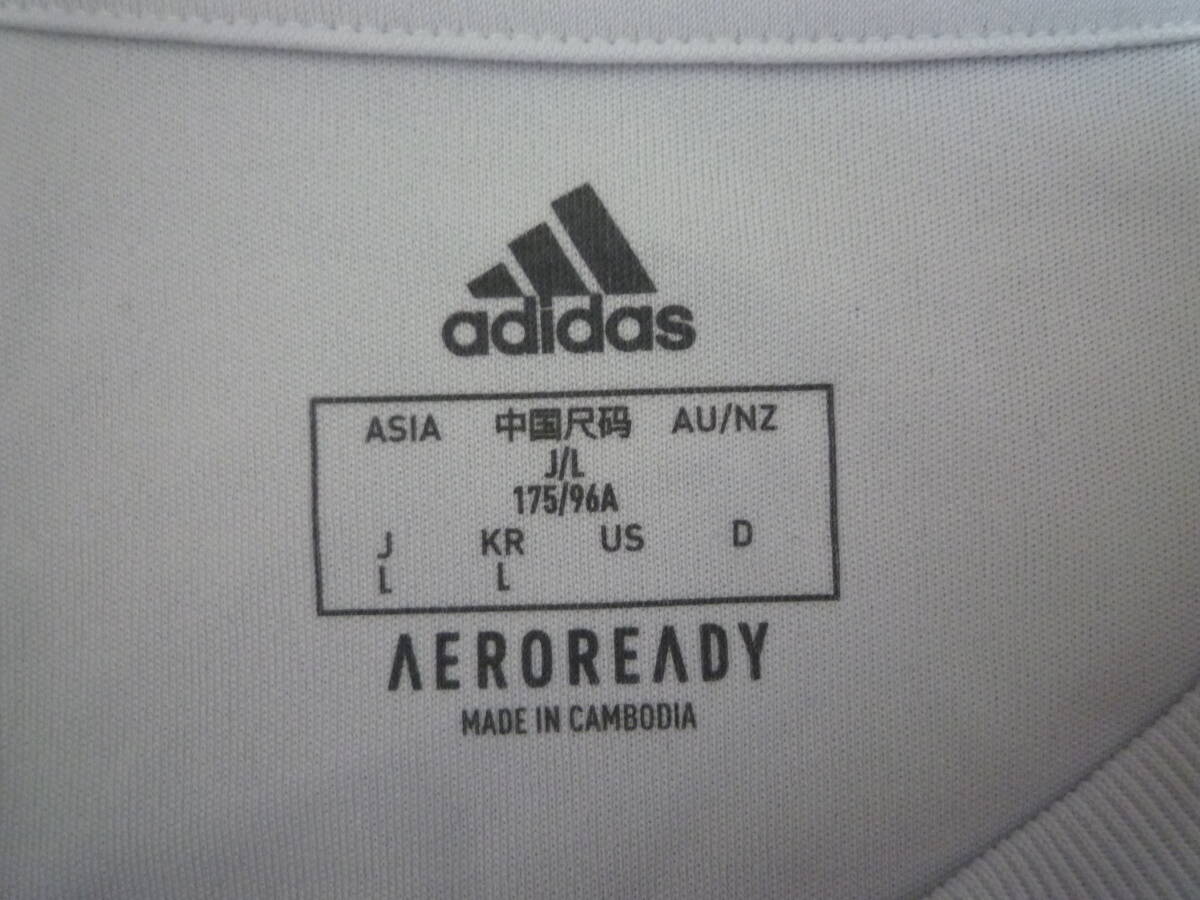 adidas
ASIA 中国尺码 AU/NZ
J/L
175/96A
J KR US D
L L
AEROREADY
MADE IN CAMBODIA